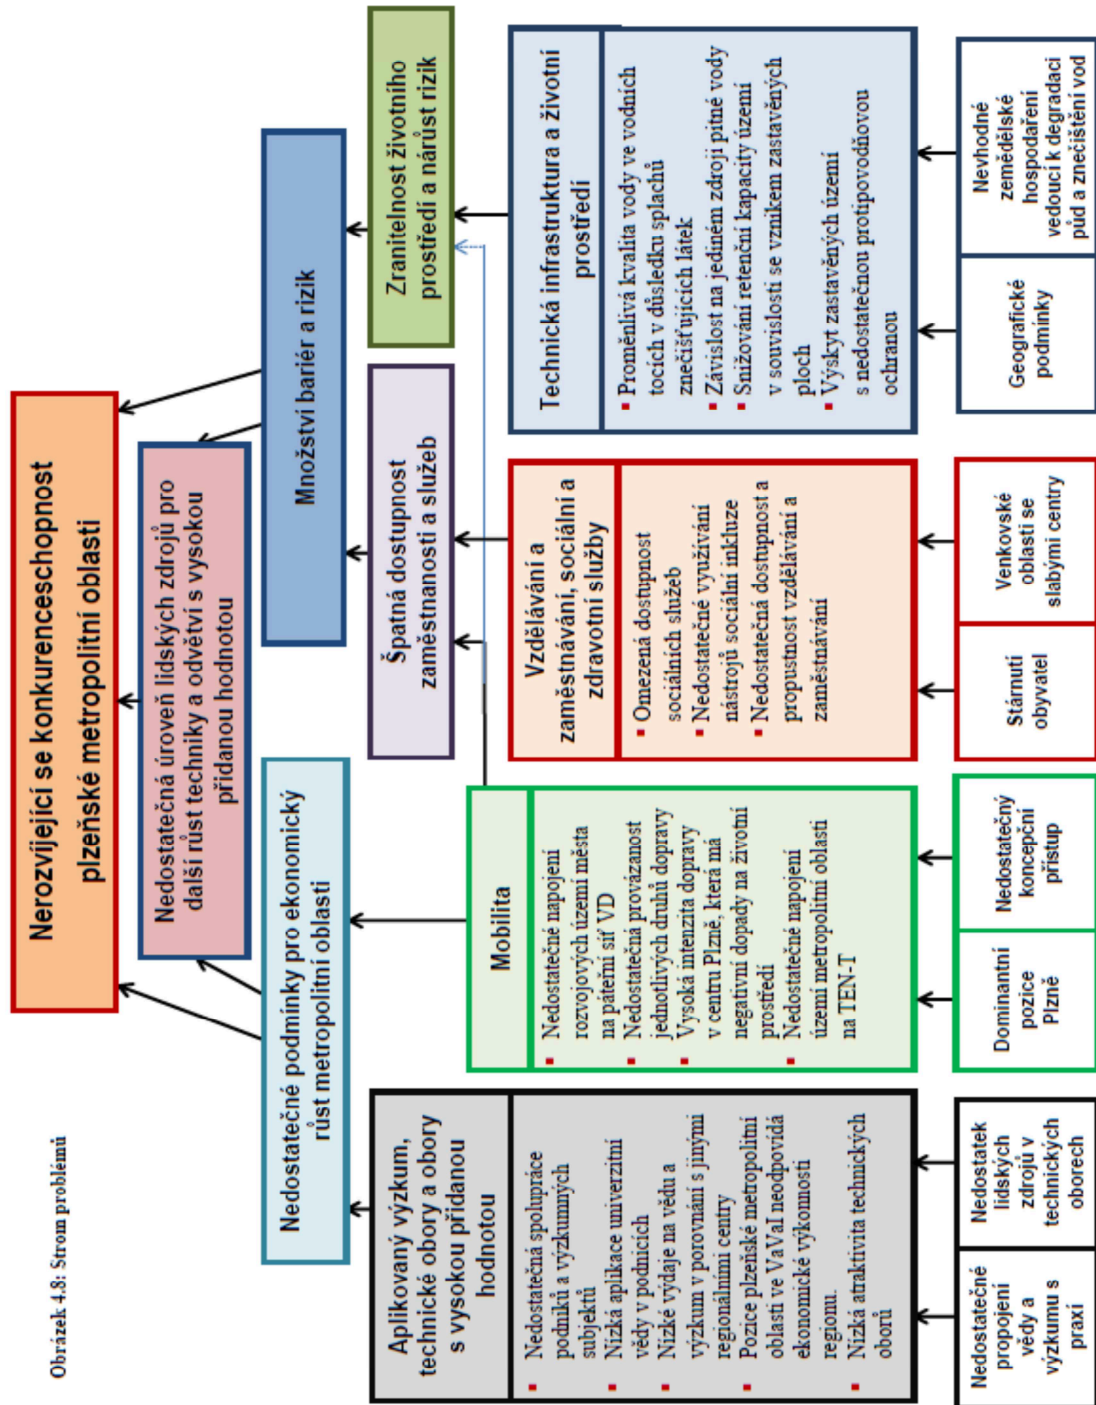 Obrázek 4.8: Strom problémů
Nerozvíjející se konkurenceschopnost
plzeňské metropolitní oblasti
Nedostatečná úroveň lidských zdrojů pro
další růst techniky a odvětví s vysokou
přidanou hodnotou
Nedostatečné podmínky pro ekonomický
růst metropolitní oblasti
Množství bariér a rizik
Aplikovaný výzkum,
technické obory a obory
s vysokou přidanou
hodnotou
Špatná dostupnost
zaměstnanosti a služeb
Zranitelnost životního
prostředí a nárůst rizik
▪ Nedostatečná spolupráce
podniků a výzkumných
subjektů
▪ Nízká aplikace univerzitní
vědy v podnicích
▪ Nízké výdaje na vědu a
výzkum v porovnání s jinými
regionálními centry
▪ Pozice plzeňské metropolitní
oblasti ve VaVaI neodpovídá
ekonomické výkonnosti
regionu.
▪ Nízká atraktivita technických
oborů
Mobilita
▪ Nedostatečné napojení
rozvojových území města
na páteřní síť VD
▪ Nedostatečná provázanost
jednotlivých druhů dopravy
▪ Vysoká intenzita dopravy
v centru Plzně, která má
negativní dopady na životní
prostředí
▪ Nedostatečné napojení
území metropolitní oblasti
na TEN-T
Vzdělávání a
zaměstnávání, sociální a
zdravotní služby
▪ Omezená dostupnost
sociálních služeb
▪ Nedostatečné využívání
nástrojů sociální inkluze
▪ Nedostatečná dostupnost a
propustnost vzdělávání a
zaměstnávání
Technická infrastruktura a životní
prostředí
▪ Proměnlivá kvalita vody ve vodních
tocích v důsledku splachů
znečišťujících látek
▪ Závislost na jediném zdroji pitné vody
▪ Snižování retenční kapacity území
v souvislosti se vznikem zastavěných
ploch
▪ Výskyt zastavěných území
s nedostatečnou protipovodňovou
ochranou
Nedostatečné
propojení
vědy a
výzkumu s
praxí
Nedostatek
lidských
zdrojů v
technických
oborech
Dominantní
pozice
Plzně
Nedostatečný
koncepční
přístup
Stárnutí
obyvatel
Venkovské
oblasti se
slabými centry
Geografické
podmínky
Nevhodné
zemědělské
hospodaření
vedoucí k degradaci
půd a znečištění vod